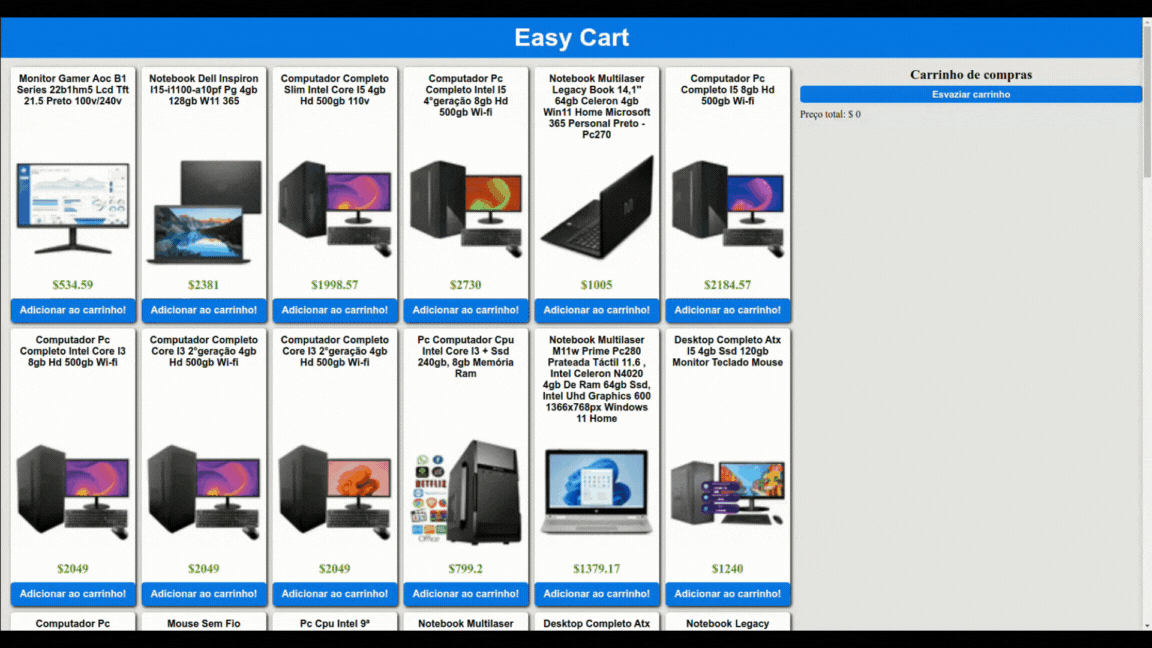 Easy Cart
Monitor Gamer Aoc B1
Series 22b1hm5 Lcd Tft
21.5 Preto 100v/240v
$534.59
Adicionar ao carrinho!
Notebook Dell Inspiron
I15-i1100-a10pf Pg 4gb
128gb W11 365
$2381
Adicionar ao carrinho!
Computador Completo
Slim Intel Core I5 4gb
Hd 500gb 110v
$1998.57
Adicionar ao carrinho!
Computador Pc
Completo Intel I5
4°geração 8gb Hd
500gb Wi-fi
$2730
Adicionar ao carrinho!
Notebook Multilaser
Legacy Book 14,1"
64gb Celeron 4gb
Win11 Home Microsoft
365 Personal Preto -
Pc270
$1005
Adicionar ao carrinho!
Computador Pc
Completo I5 8gb Hd
500gb Wi-fi
$2184.57
Adicionar ao carrinho!
Carrinho de compras
Esvaziar carrinho
Preço total: $ 0
Computador Pc
Completo Intel Core I3
8gb Hd 500gb Wi-fi
$2049
Adicionar ao carrinho!
Computador Completo
Core I3 2°geração 4gb
Hd 500gb Wi-fi
$2049
Adicionar ao carrinho!
Computador Completo
Core I3 2°geração 4gb
Hd 500gb Wi-fi
$2049
Adicionar ao carrinho!
Pc Computador Cpu
Intel Core I3 + Ssd
240gb, 8gb Memória
Ram
NETFLIX
Office
$799.2
Adicionar ao carrinho!
Notebook Multilaser
M11w Prime Pc280
Prateada Táctil 11.6 ,
Intel Celeron N4020
4gb De Ram 64gb Ssd,
Intel Uhd Graphics 600
1366x768px Windows
11 Home
$1379.17
Adicionar ao carrinho!
Desktop Completo Atx
I5 4gb Ssd 120gb
Monitor Teclado Mouse
$1240
Adicionar ao carrinho!
Computador Pc
Mouse Sem Fio
Pc Cpu Intel 9ª
Notebook Multilaser
Desktop Completo Atx
Notebook Legacy